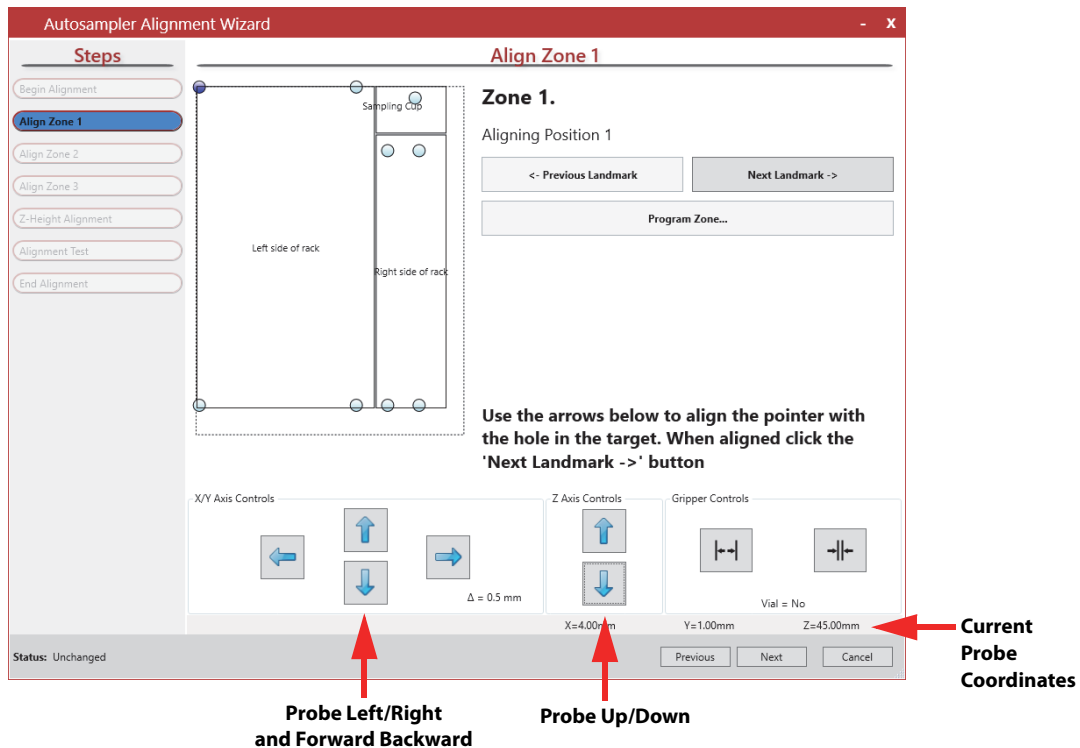 Autosampler Alignment Wizard
- X
Steps
Begin Alignment
Align Zone 1
Align Zone 2
Align Zone 3
Z-Height Alignment
Alignment Test
End Alignment
Align Zone 1
Sampling Cup
Left side of rack
Right side of rack
Zone 1.
Aligning Position 1
<- Previous Landmark
Next Landmark ->
Program Zone...
Use the arrows below to align the pointer with
the hole in the target. When aligned click the
'Next Landmark ->' button
X/Y Axis Controls
Δ = 0.5 mm
Z Axis Controls
Gripper Controls
Vial = No
X=4.00mm Y=1.00mm Z=45.00mm
Status: Unchanged
Previous
Next
Cancel
Current
Probe
Coordinates
Probe Left/Right
and Forward Backward
Probe Up/Down